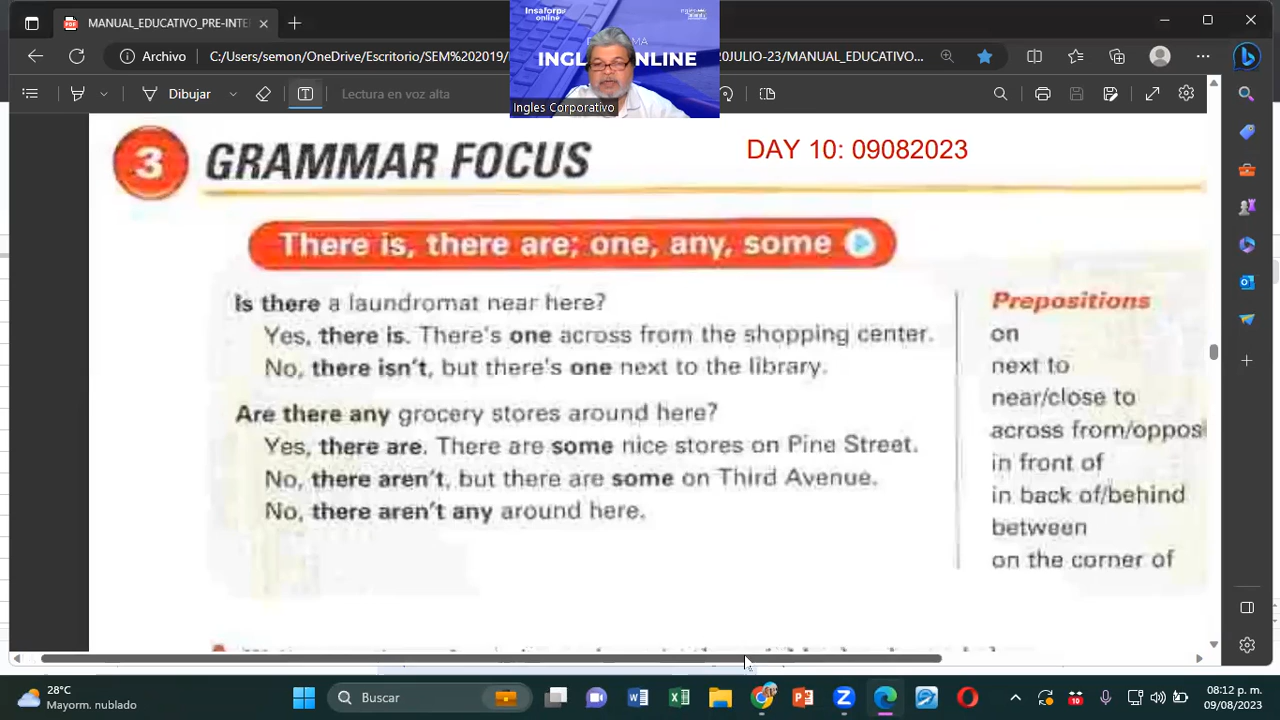 MANUAL_EDUCATIVO_PRE-INTE
Insaforp
online
Archivo
C:/Users/semon/OneDrive/Escritorio/SEM%202019/
20JULIO-23/MANUAL_EDUCATIVO_PRE-INTE...
INGL
NLINE
Ingles Corporativo
Dibujar
Lectura en voz alta
3 GRAMMAR FOCUS
DAY 10: 09082023
There is, there are; one, any, some
Is there a laundromat near here?
Yes, there is. There's one across from the shopping center.
No, there isn't, but there's one next to the library.
Are there any grocery stores around here?
Yes, there are. There are some nice stores on Pine Street.
No, there aren't, but there are some on Third Avenue.
No, there aren't any around here.
Prepositions
on
next to
near/close to
across from/opposi
in front of
in back of/behind
between
on the corner of
28°C
Mayorm. nublado
Buscar
08:12 p. m.
09/08/2023